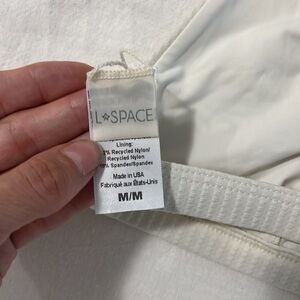 L*SPACE
Lining:
% Recycled Nylon/
Recycled Nylon
% Spandex/Spandex
Made in USA
Fabriqué aux États-Unis
M/M